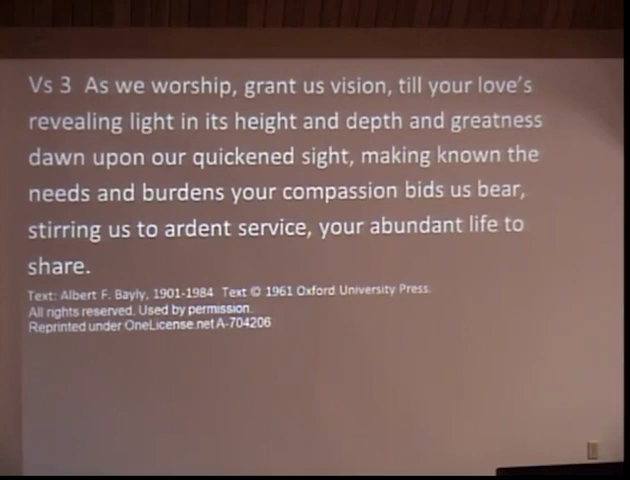 Vs 3 As we worship, grant us vision, till your love's
revealing light in its height and depth and greatness
dawn upon our quickened sight, making known the
needs and burdens your compassion bids us bear,
stirring us to ardent service, your abundant life to
share.
Text: Albert F. Bayly, 1901-1984 Text © 1961 Oxford University Press.
All rights reserved. Used by permission.
Reprinted under OneLicense.net A-704206